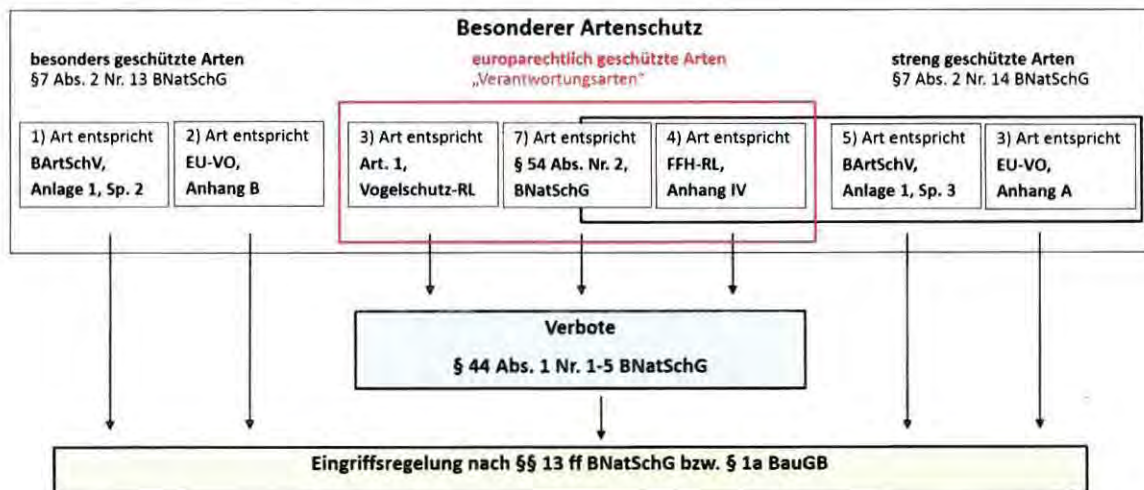 Besonderer Artenschutz
besonders geschützte Arten
§7 Abs. 2 Nr. 13 BNatSchG
europarechtlich geschützte Arten
„Verantwortungsarten"
streng geschützte Arten
§7 Abs. 2 Nr. 14 BNatSchG
1) Art entspricht
BArtSchV,
Anlage 1, Sp. 2
2) Art entspricht
EU-VO,
Anhang B
3) Art entspricht
Art. 1,
Vogelschutz-RL
7) Art entspricht
§ 54 Abs. Nr. 2,
BNatSchG
4) Art entspricht
FFH-RL,
Anhang IV
5) Art entspricht
BArtSchV,
Anlage 1, Sp. 3
3) Art entspricht
EU-VO,
Anhang A
Verbote
§ 44 Abs. 1 Nr. 1-5 BNatSchG
Eingriffsregelung nach §§ 13 ff BNatSchG bzw. § 1a BauGB